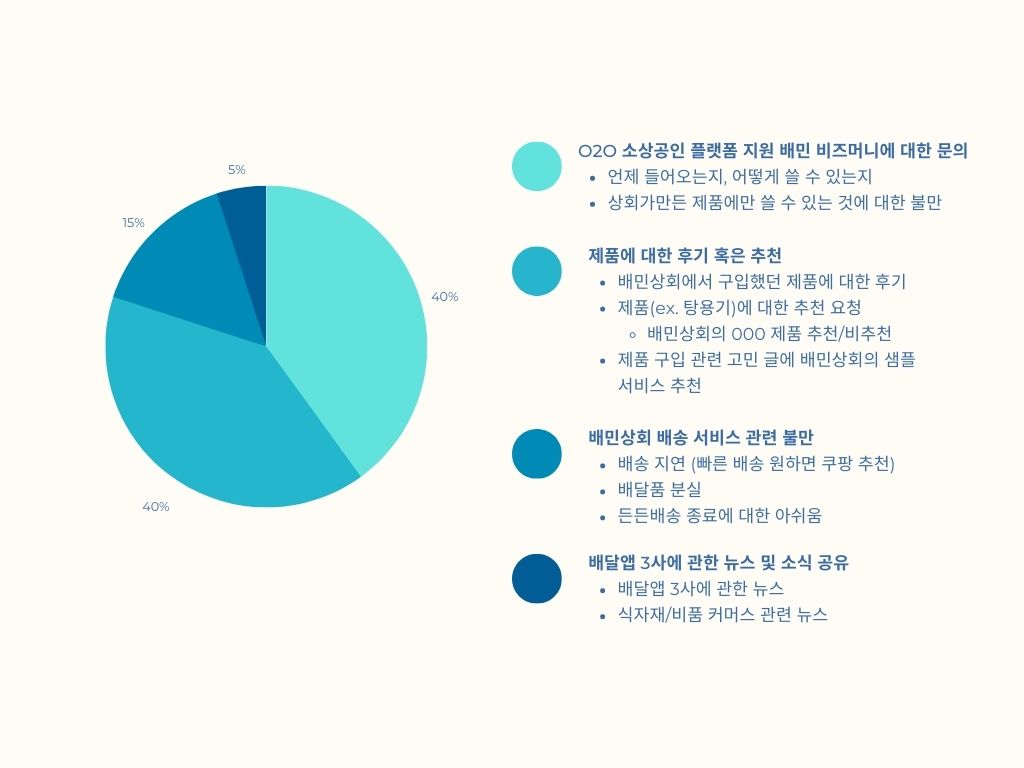 5%
15%
40%
40%
O2O 소상공인 플랫폼 지원 배민 비즈머니에 대한 문의
• 언제 들어오는지, 어떻게 쓸 수 있는지
• 상회가만든 제품에만 쓸 수 있는 것에 대한 불만
제품에 대한 후기 혹은 추천
• 배민상회에서 구입했던 제품에 대한 후기
• 제품(ex. 탕용기)에 대한 추천 요청
◦ 배민상회의 000 제품 추천/비추천
• 제품 구입 관련 고민 글에 배민상회의 샘플
서비스 추천
배민상회 배송 서비스 관련 불만
• 배송 지연 (빠른 배송 원하면 쿠팡 추천)
• 배달품 분실
• 든든배송 종료에 대한 아쉬움
배달앱 3사에 관한 뉴스 및 소식 공유
• 배달앱 3사에 관한 뉴스
• 식자재/비품 커머스 관련 뉴스